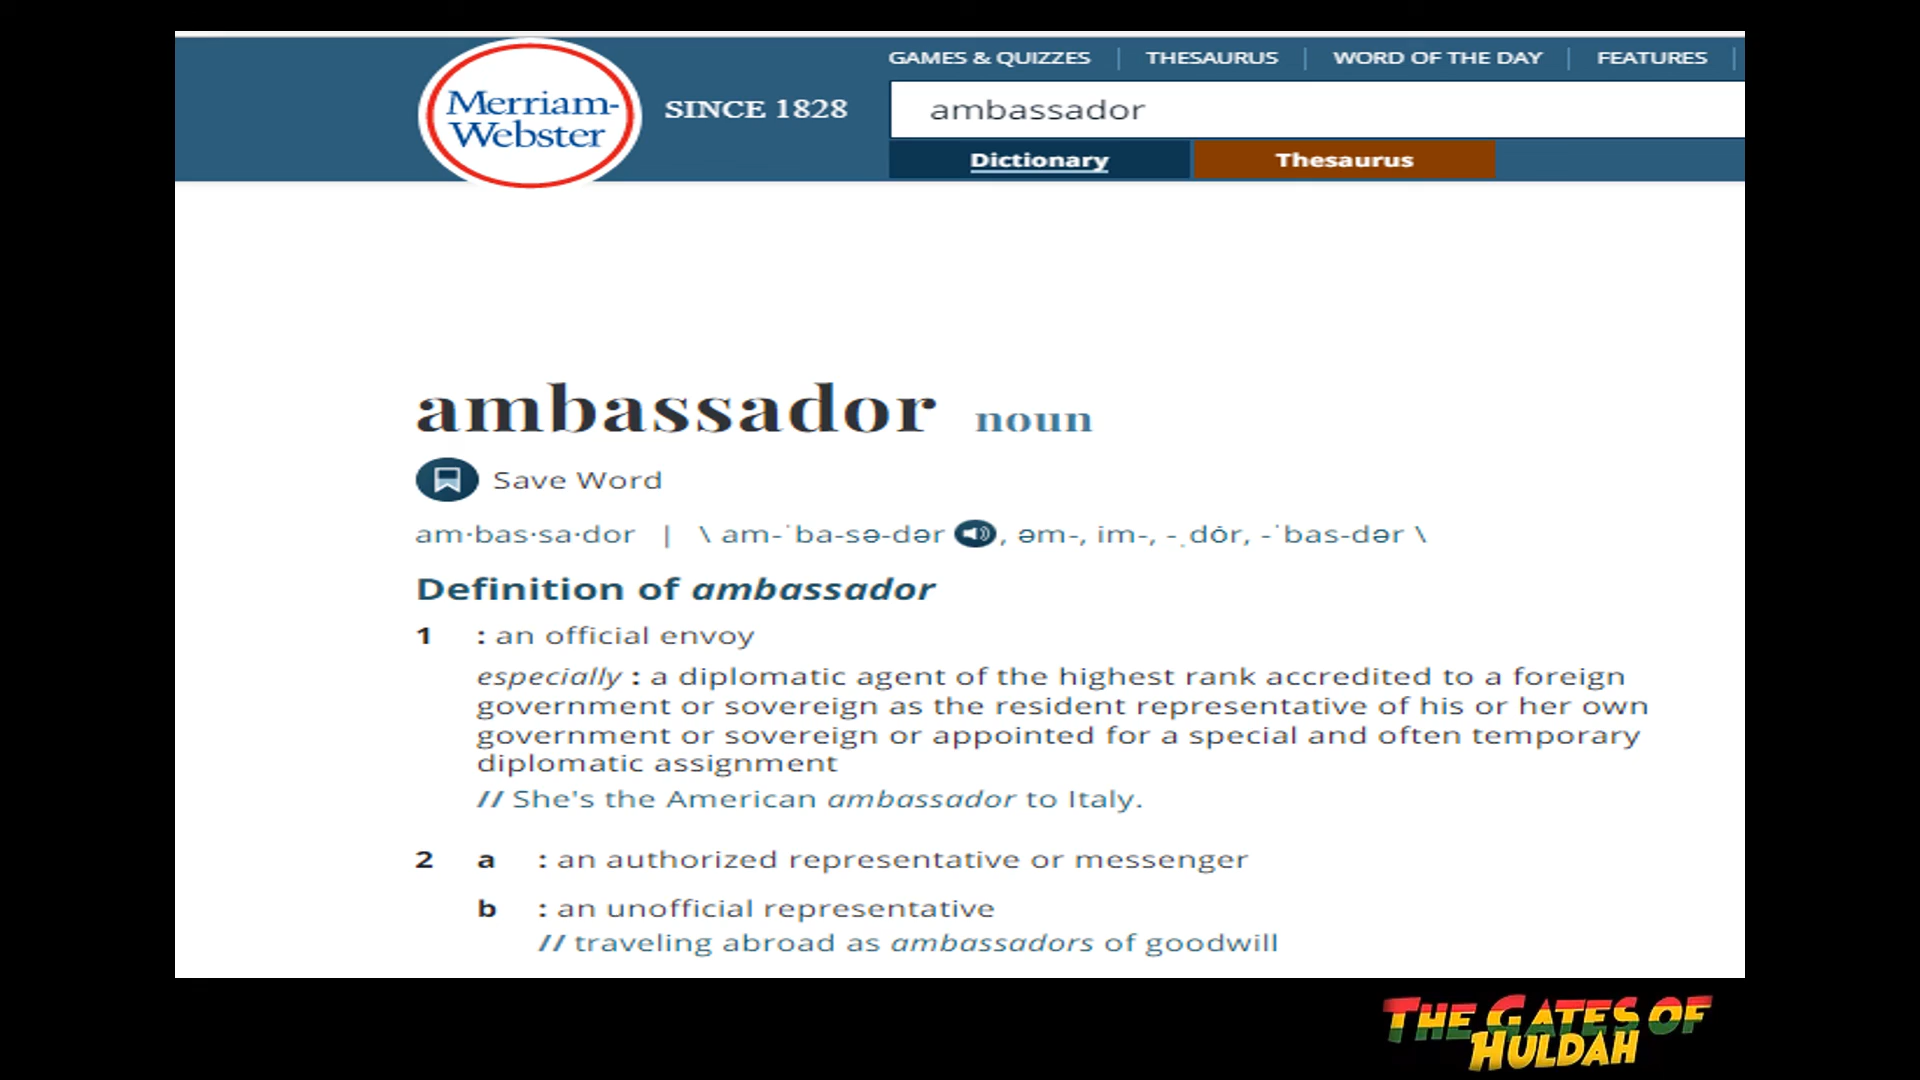 GAMES & QUIZZES | THESAURUS | WORD OF THE DAY | FEATURES |
Merriam-
Webster
SINCE 1828
ambassador
Dictionary
Thesaurus
ambassador noun
Save Word
am·bas·sa·dor | \ am-ˈba-sə-dər , əm-, im-, -ˌdȯr, -ˈbas-dər \
Definition of ambassador
1 : an official envoy
especially : a diplomatic agent of the highest rank accredited to a foreign
government or sovereign as the resident representative of his or her own
government or sovereign or appointed for a special and often temporary
diplomatic assignment
// She's the American ambassador to Italy.
2 a : an authorized representative or messenger
b : an unofficial representative
// traveling abroad as ambassadors of goodwill
THE GATES OF
HULDAH